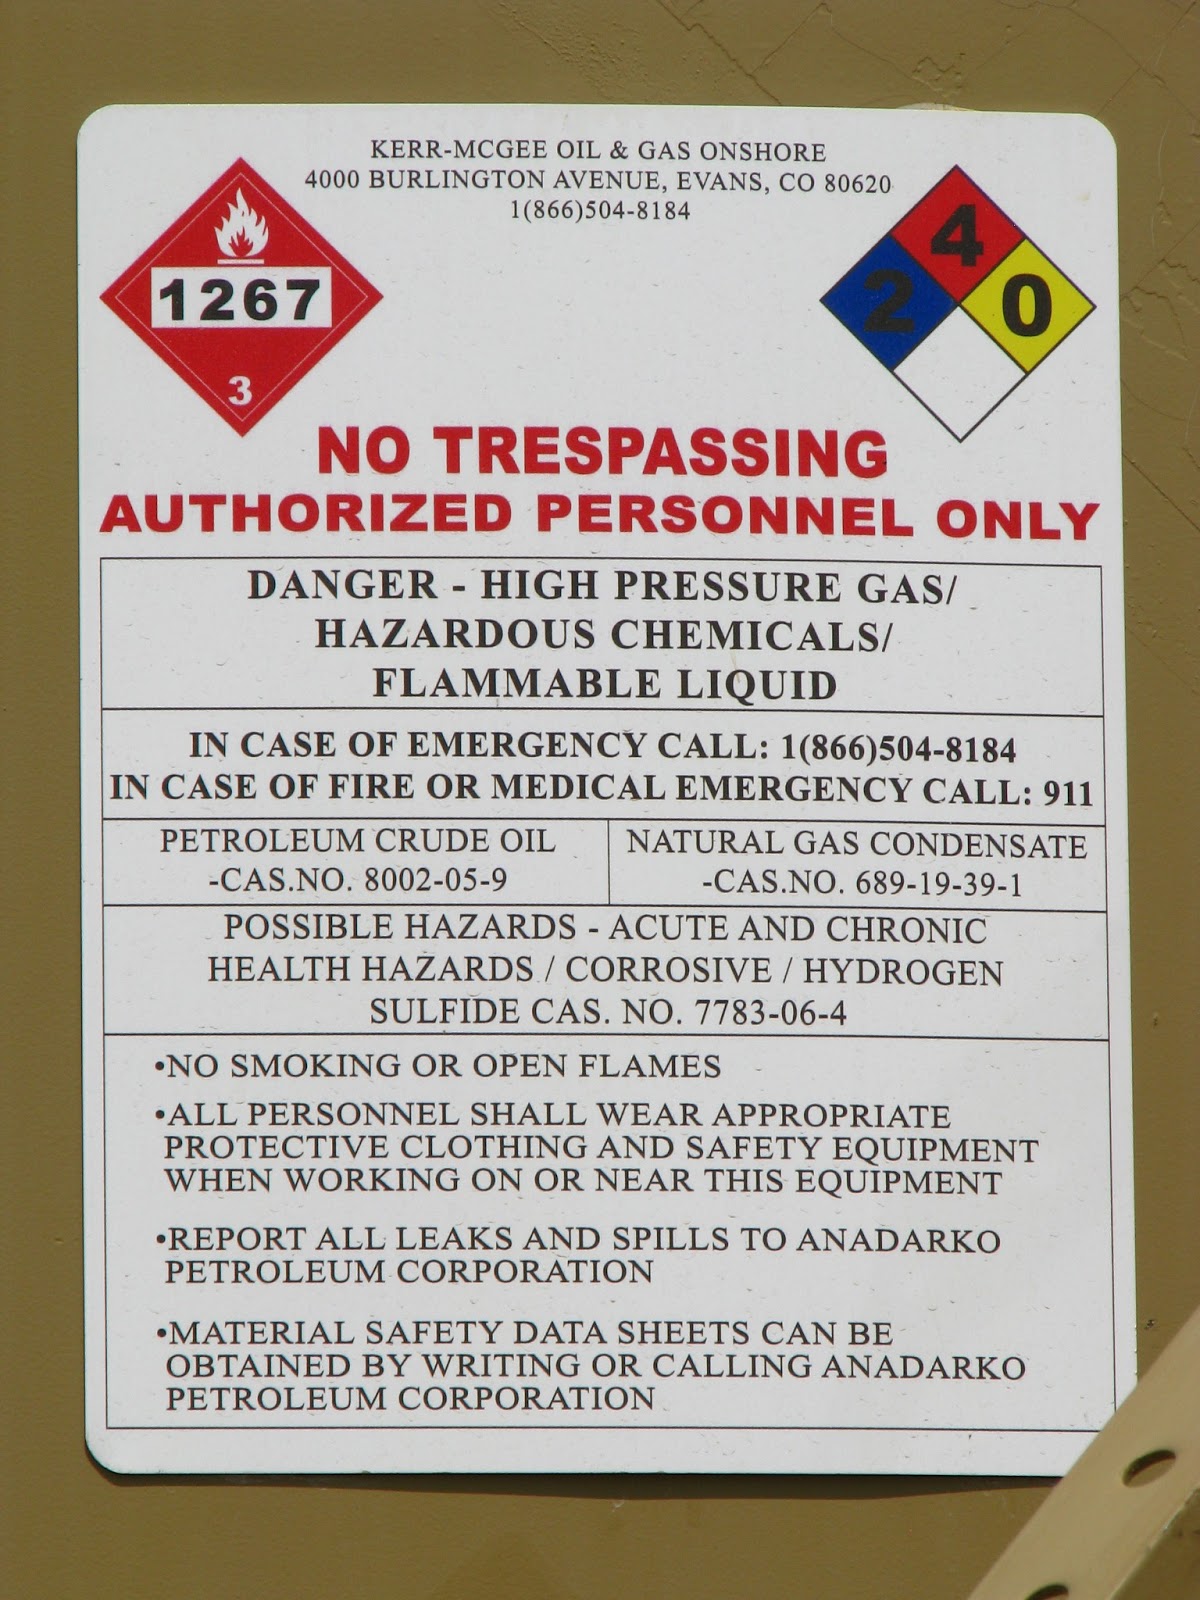 KERR-MCGEE OIL & GAS ONSHORE
4000 BURLINGTON AVENUE, EVANS, CO 80620
1(866)504-8184
1267
3
4
2
0
NO TRESPASSING
AUTHORIZED PERSONNEL ONLY
DANGER - HIGH PRESSURE GAS/
HAZARDOUS CHEMICALS/
FLAMMABLE LIQUID
IN CASE OF EMERGENCY CALL: 1(866)504-8184
IN CASE OF FIRE OR MEDICAL EMERGENCY CALL: 911
PETROLEUM CRUDE OIL
-CAS.NO. 8002-05-9
NATURAL GAS CONDENSATE
-CAS.NO. 689-19-39-1
POSSIBLE HAZARDS - ACUTE AND CHRONIC
HEALTH HAZARDS / CORROSIVE / HYDROGEN
SULFIDE CAS. NO. 7783-06-4
•NO SMOKING OR OPEN FLAMES
•ALL PERSONNEL SHALL WEAR APPROPRIATE
PROTECTIVE CLOTHING AND SAFETY EQUIPMENT
WHEN WORKING ON OR NEAR THIS EQUIPMENT
•REPORT ALL LEAKS AND SPILLS TO ANADARKO
PETROLEUM CORPORATION
•MATERIAL SAFETY DATA SHEETS CAN BE
OBTAINED BY WRITING OR CALLING ANADARKO
PETROLEUM CORPORATION